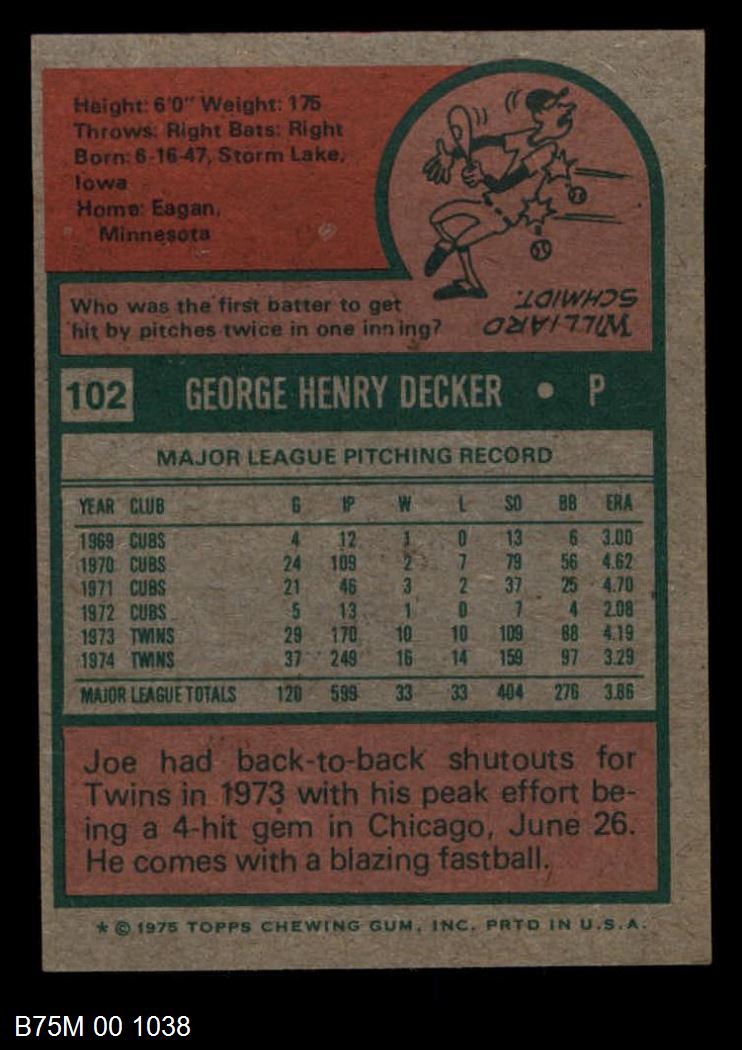 Height: 6'0" Weight: 175
Throws: Right Bats: Right
Born: 6-16-47, Storm Lake,
Iowa
Home: Eagan,
Minnesota
Who was the first batter to get
hit by pitches twice in one inning?
WILLIARD
SCHMIDT.
102 GEORGE HENRY DECKER • P
MAJOR LEAGUE PITCHING RECORD
YEAR CLUB G IP W L SO BB ERA
1969 CUBS 4 12 1 0 13 6 3.00
1970 CUBS 24 109 2 7 79 56 4.62
1971 CUBS 21 46 3 2 37 25 4.70
1972 CUBS 5 13 1 0 7 4 2.08
1973 TWINS 29 170 10 10 109 88 4.19
1974 TWINS 37 249 16 14 159 97 3.29
MAJOR LEAGUE TOTALS 120 599 33 33 404 276 3.86
Joe had back-to-back shutouts for
Twins in 1973 with his peak effort be-
ing a 4-hit gem in Chicago, June 26.
He comes with a blazing fastball.
* © 1975 TOPPS CHEWING GUM, INC. PRTD IN U.S.A.
B75M 00 1038